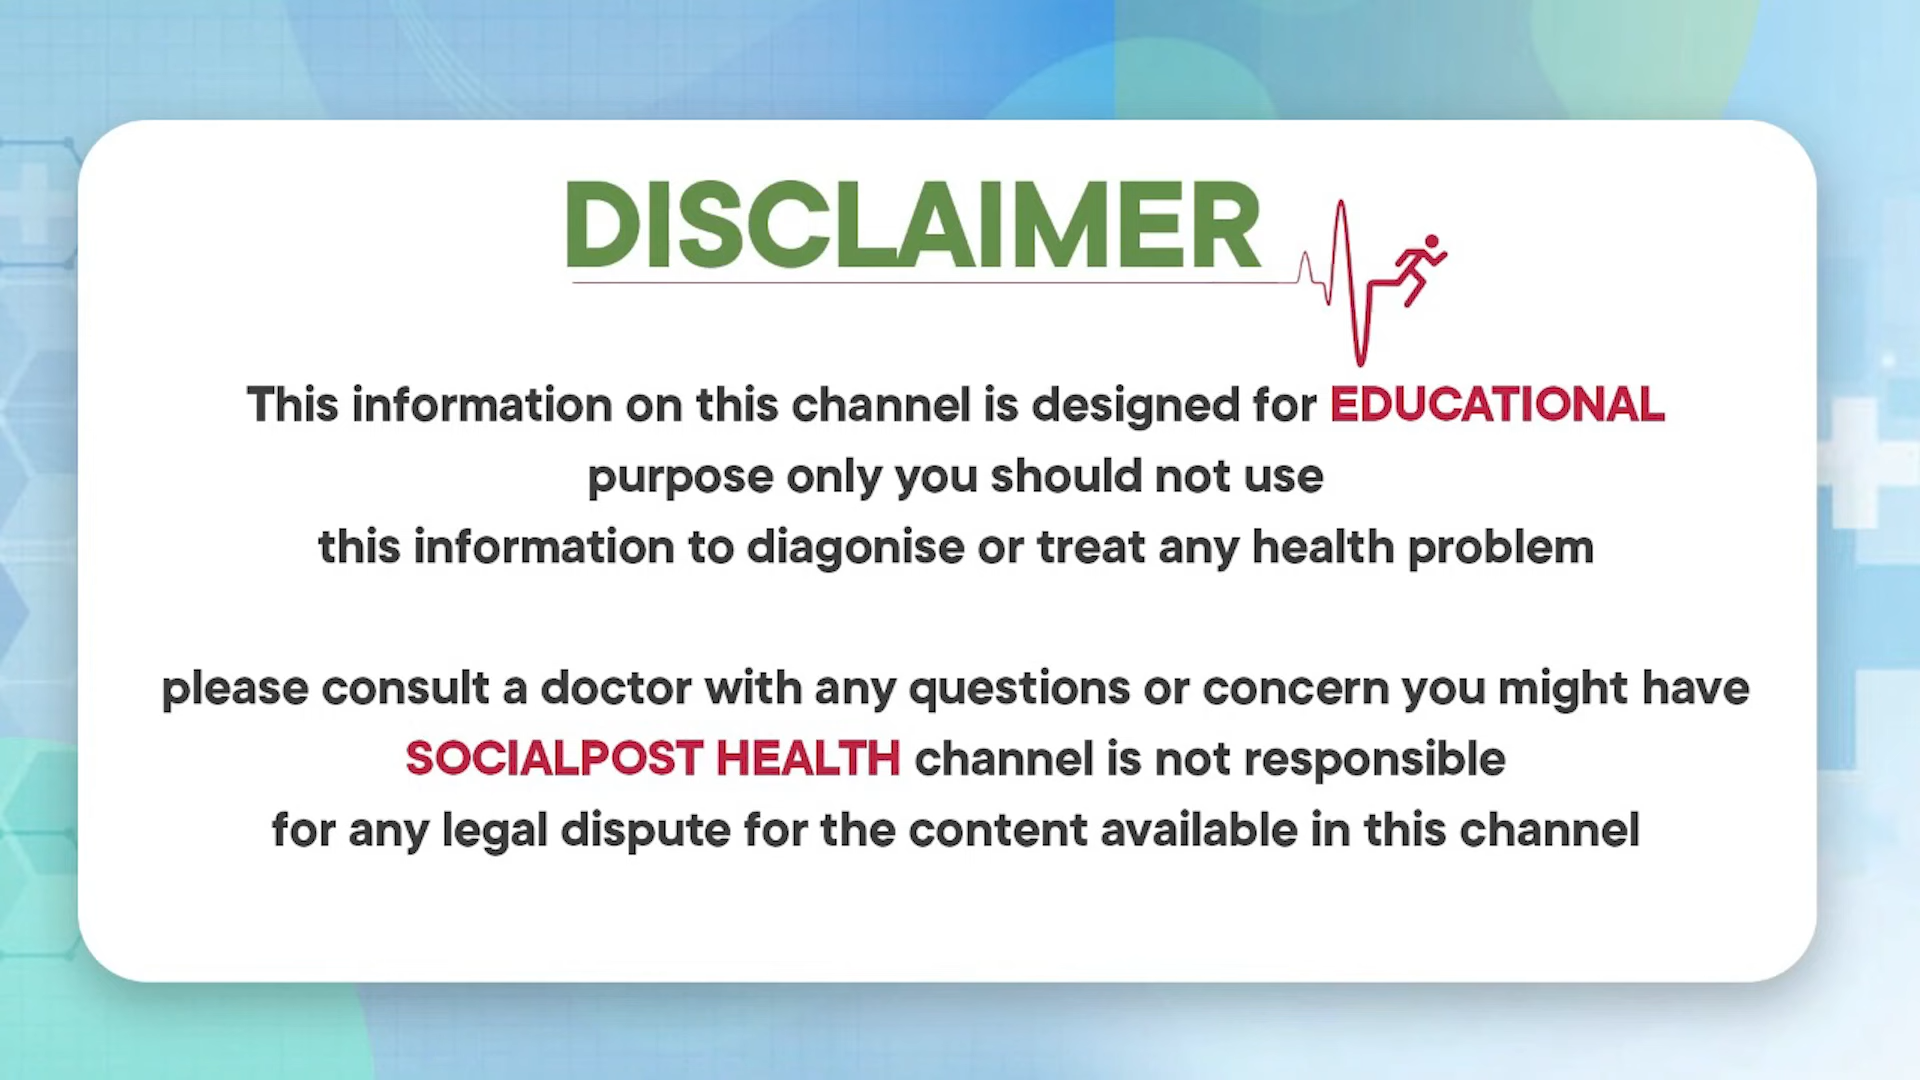 DISCLAIMER
This information on this channel is designed for EDUCATIONAL
purpose only you should not use
this information to diagonise or treat any health problem
please consult a doctor with any questions or concern you might have
SOCIALPOST HEALTH channel is not responsible
for any legal dispute for the content available in this channel